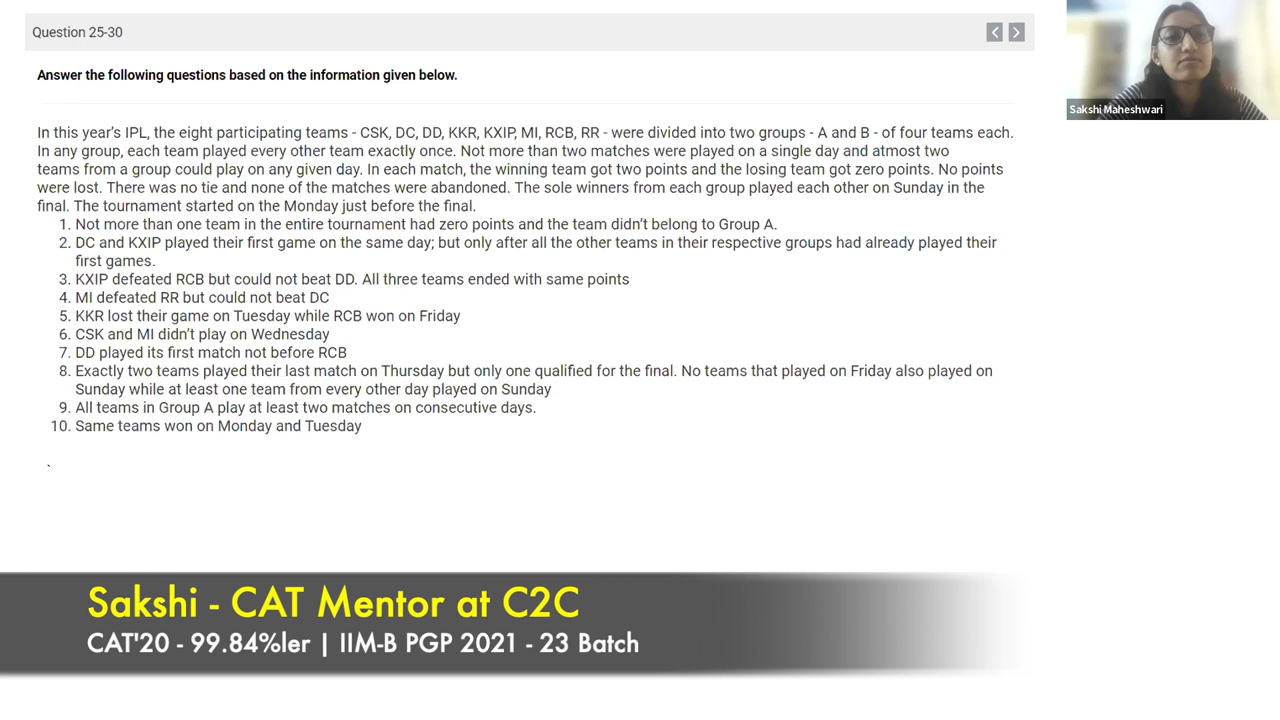 Question 25-30
Answer the following questions based on the information given below.
In this year's IPL, the eight participating teams - CSK, DC, DD, KKR, KXIP, MI, RCB, RR - were divided into two groups - A and B - of four teams each.
In any group, each team played every other team exactly once. Not more than two matches were played on a single day and atmost two
teams from a group could play on any given day. In each match, the winning team got two points and the losing team got zero points. No points
were lost. There was no tie and none of the matches were abandoned. The sole winners from each group played each other on Sunday in the
final. The tournament started on the Monday just before the final.
1. Not more than one team in the entire tournament had zero points and the team didn't belong to Group A.
2. DC and KXIP played their first game on the same day; but only after all the other teams in their respective groups had already played their
first games.
3. KXIP defeated RCB but could not beat DD. All three teams ended with same points
4. MI defeated RR but could not beat DC
5. KKR lost their game on Tuesday while RCB won on Friday
6. CSK and MI didn't play on Wednesday
7. DD played its first match not before RCB
8. Exactly two teams played their last match on Thursday but only one qualified for the final. No teams that played on Friday also played on
Sunday while at least one team from every other day played on Sunday
9. All teams in Group A play at least two matches on consecutive days.
10. Same teams won on Monday and Tuesday
Sakshi Maheshwari
Sakshi - CAT Mentor at C2C
CAT'20 - 99.84%ler | IIM-B PGP 2021 - 23 Batch